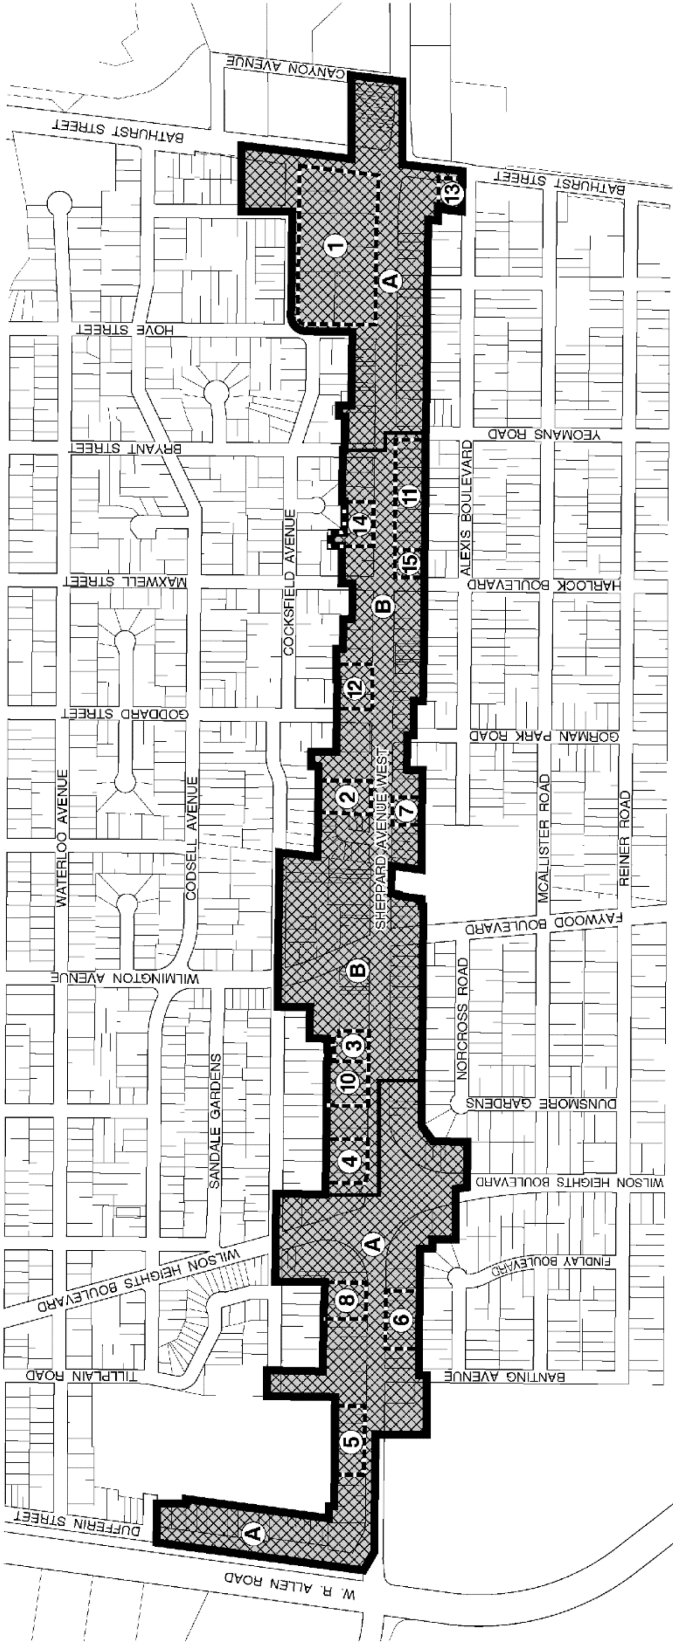 CANYON AVENUE
BATHURST STREET
BATHURST STREET
13
1
A
HOVE STREET
BRYANT STREET
YEOMANS ROAD
ALEXIS BOULEVARD
11
14
COCKSFIELD AVENUE
15
MAXWELL STREET
HARLOCK BOULEVARD
B
12
GODDARD STREET
GORMAN PARK ROAD
WATERLOO AVENUE
CODSELL AVENUE
2
SHEPPARD AVENUE WEST
7
MCALLISTER ROAD
REINER ROAD
FAYWOOD BOULEVARD
WILMINGTON AVENUE
B
NORCROSS ROAD
3
10
SANDALE GARDENS
DUNSMORE GARDENS
4
WILSON HEIGHTS BOULEVARD
A
WILSON HEIGHTS BOULEVARD
FINDLAY BOULEVARD
8
6
TILLPLAIN ROAD
BANTING AVENUE
5
DUFFERIN STREET
A
W. R. ALLEN ROAD